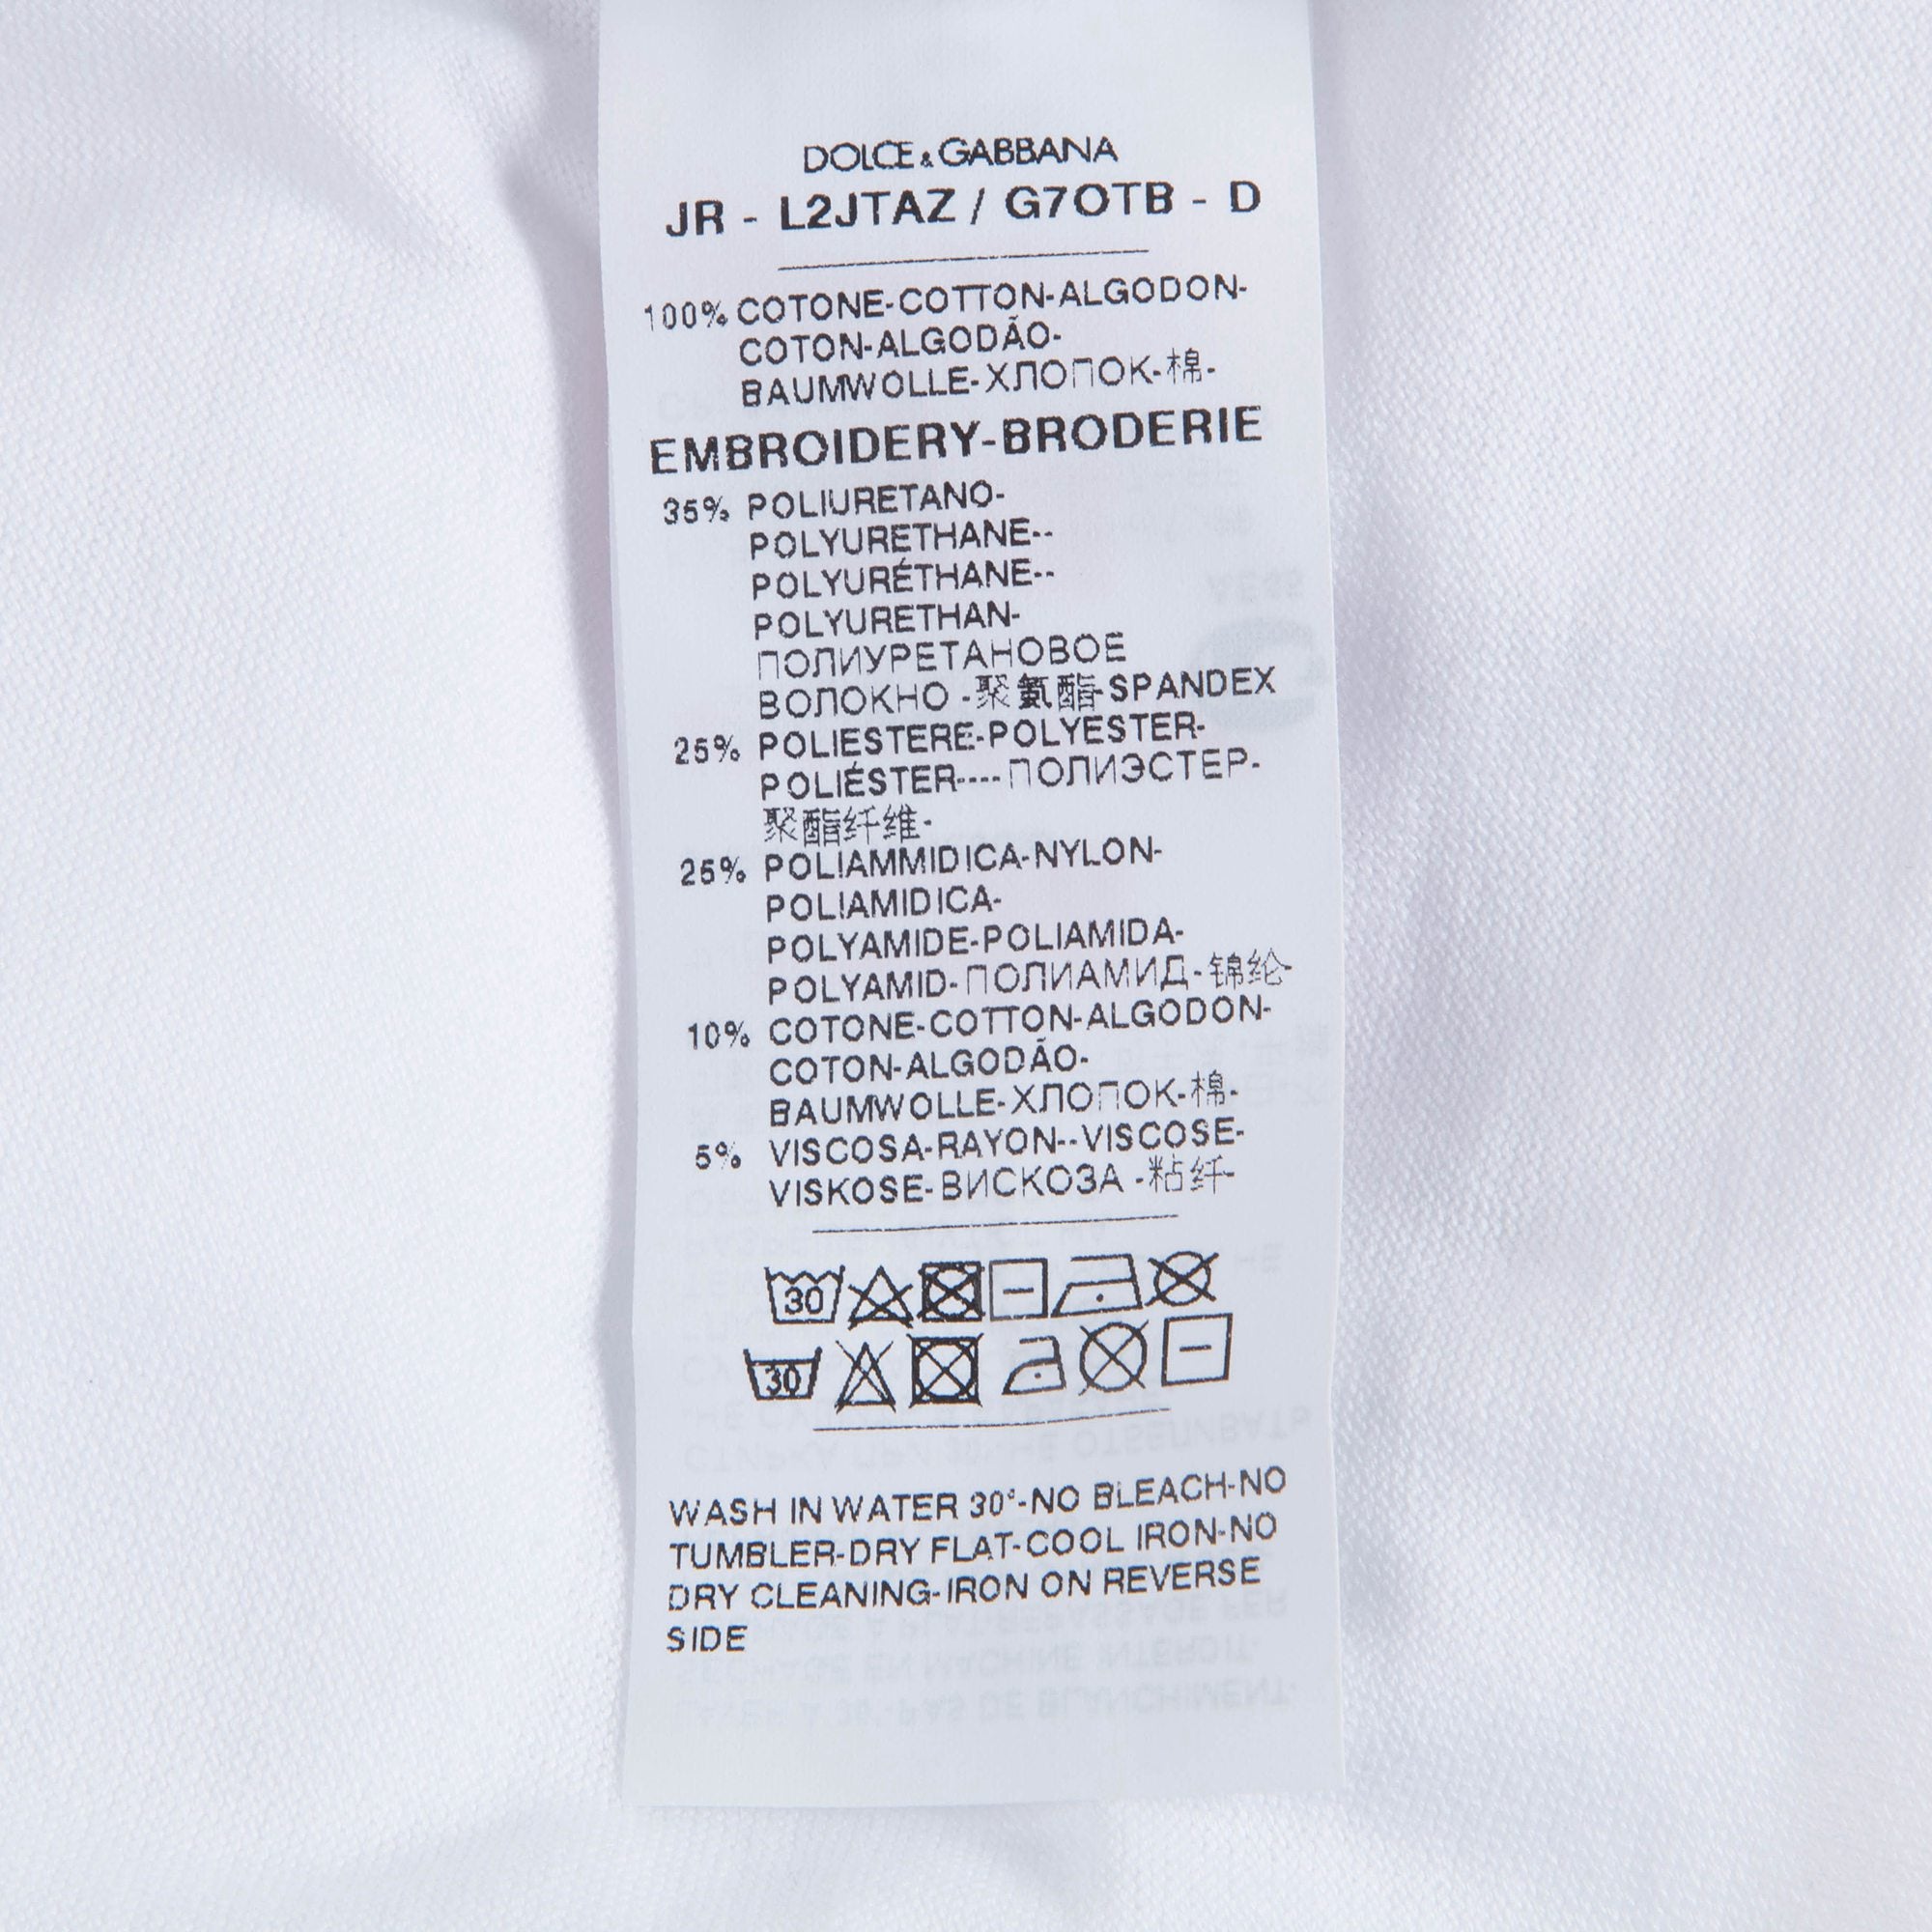 DOLCE & GABBANA
JR - L2JTAZ / G7OTB - D
100% COTONE-COTTON-ALGODON-
COTON-ALGODÃO-
BAUMWOLLE-ХЛОПОК-棉-
EMBROIDERY-BRODERIE
35% POLIURETANO-
POLYURETHANE--
POLYURÉTHANE--
POLYURETHAN-
ПОЛИУРЕТАНОВОЕ
ВОЛОКНО -聚氨酯-SPANDEX
25% POLIESTERE-POLYESTER-
POLIÉSTER----ПОЛИЭСТЕР-
聚酯纤维-
25% POLIAMMIDICA-NYLON-
POLIAMIDICA-
POLYAMIDE-POLIAMIDA-
POLYAMID-ПОЛИАМИД-锦纶-
10% COTONE-COTTON-ALGODON-
COTON-ALGODÃO-
BAUMWOLLE-ХЛОПОК-棉-
5% VISCOSA-RAYON--VISCOSE-
VISKOSE-ВИСКОЗА -粘纤-
30
30
WASH IN WATER 30°-NO BLEACH-NO
TUMBLER-DRY FLAT-COOL IRON-NO
DRY CLEANING-IRON ON REVERSE
SIDE